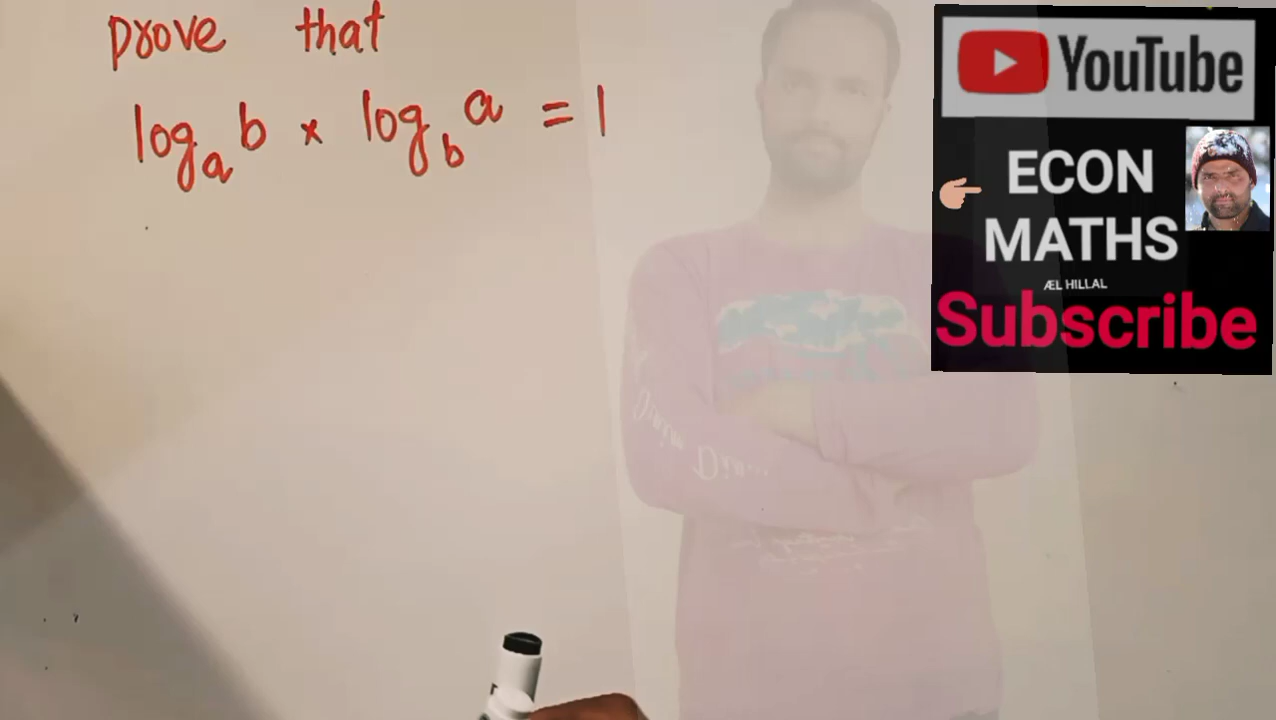 prove that
log_a b × log_b a = 1
YouTube
ECON
MATHS
ÆL HILLAL
Subscribe